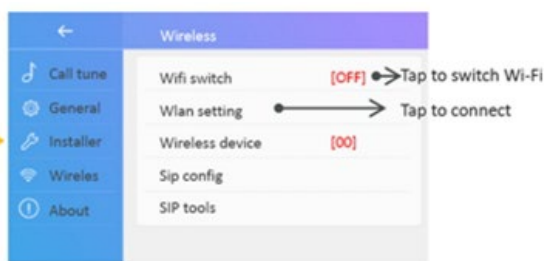 Wireless
Call tune
General
Installer
Wireles
About
Wifi switch [OFF] Tap to switch Wi-Fi
Wlan setting Tap to connect
Wireless device [00]
Sip config
SIP tools